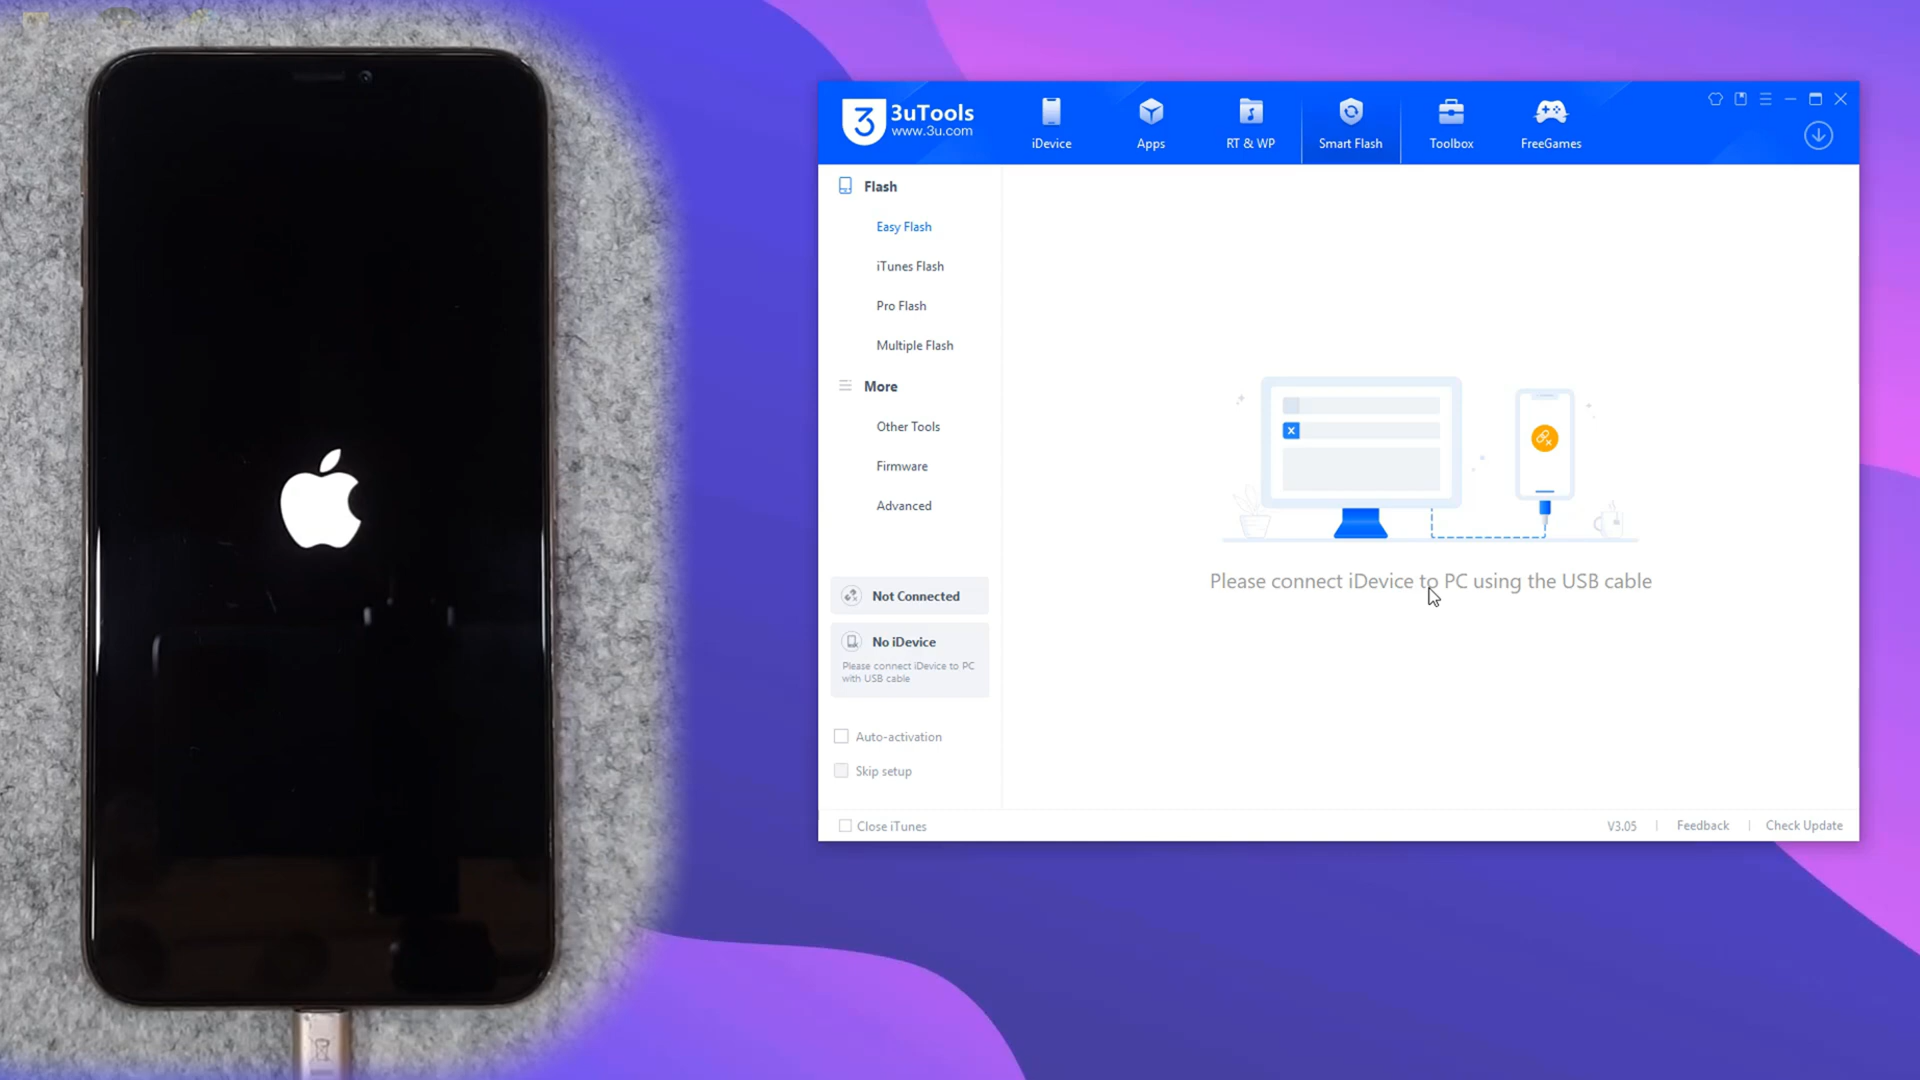 3 3uTools
www.3u.com
iDevice
Apps
RT & WP
Smart Flash
Toolbox
FreeGames
Flash
Easy Flash
iTunes Flash
Pro Flash
Multiple Flash
More
Other Tools
Firmware
Advanced
Not Connected
No iDevice
Please connect iDevice to PC
with USB cable
Auto-activation
Skip setup
Please connect iDevice to PC using the USB cable
Close iTunes
V3.05
Feedback
Check Update